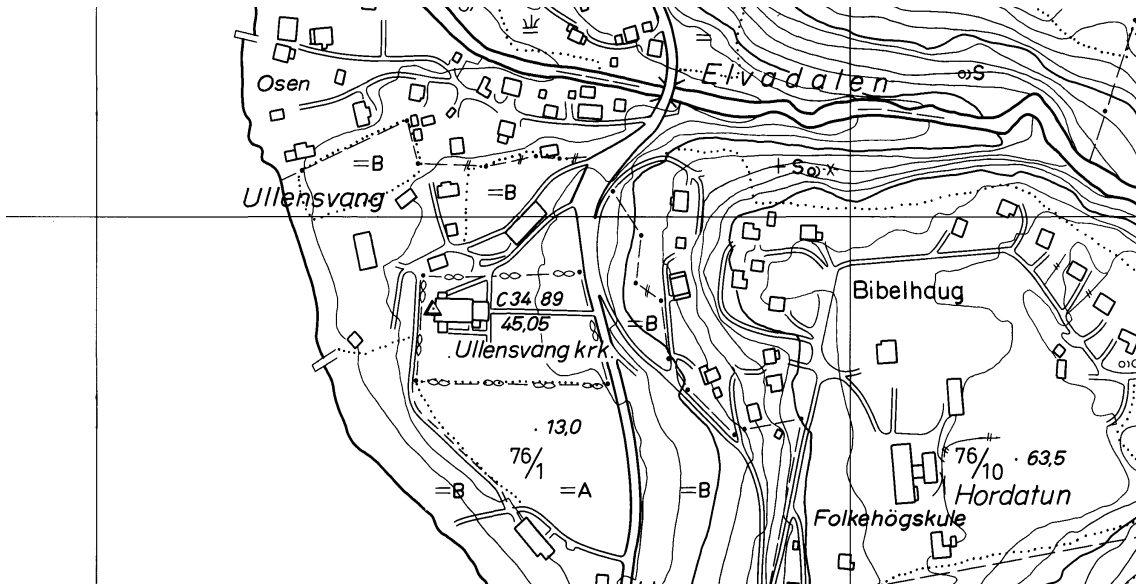 Osen
Elvadalen
S
=B
+ S x
Ullensvang
=B
Bibelhaug
C 34 89
45,05
Ullensvang krk.
=B
· 13,0
76/1
76/10 · 63,5
=B
=A
=B
Hordatun
Folkehögskule